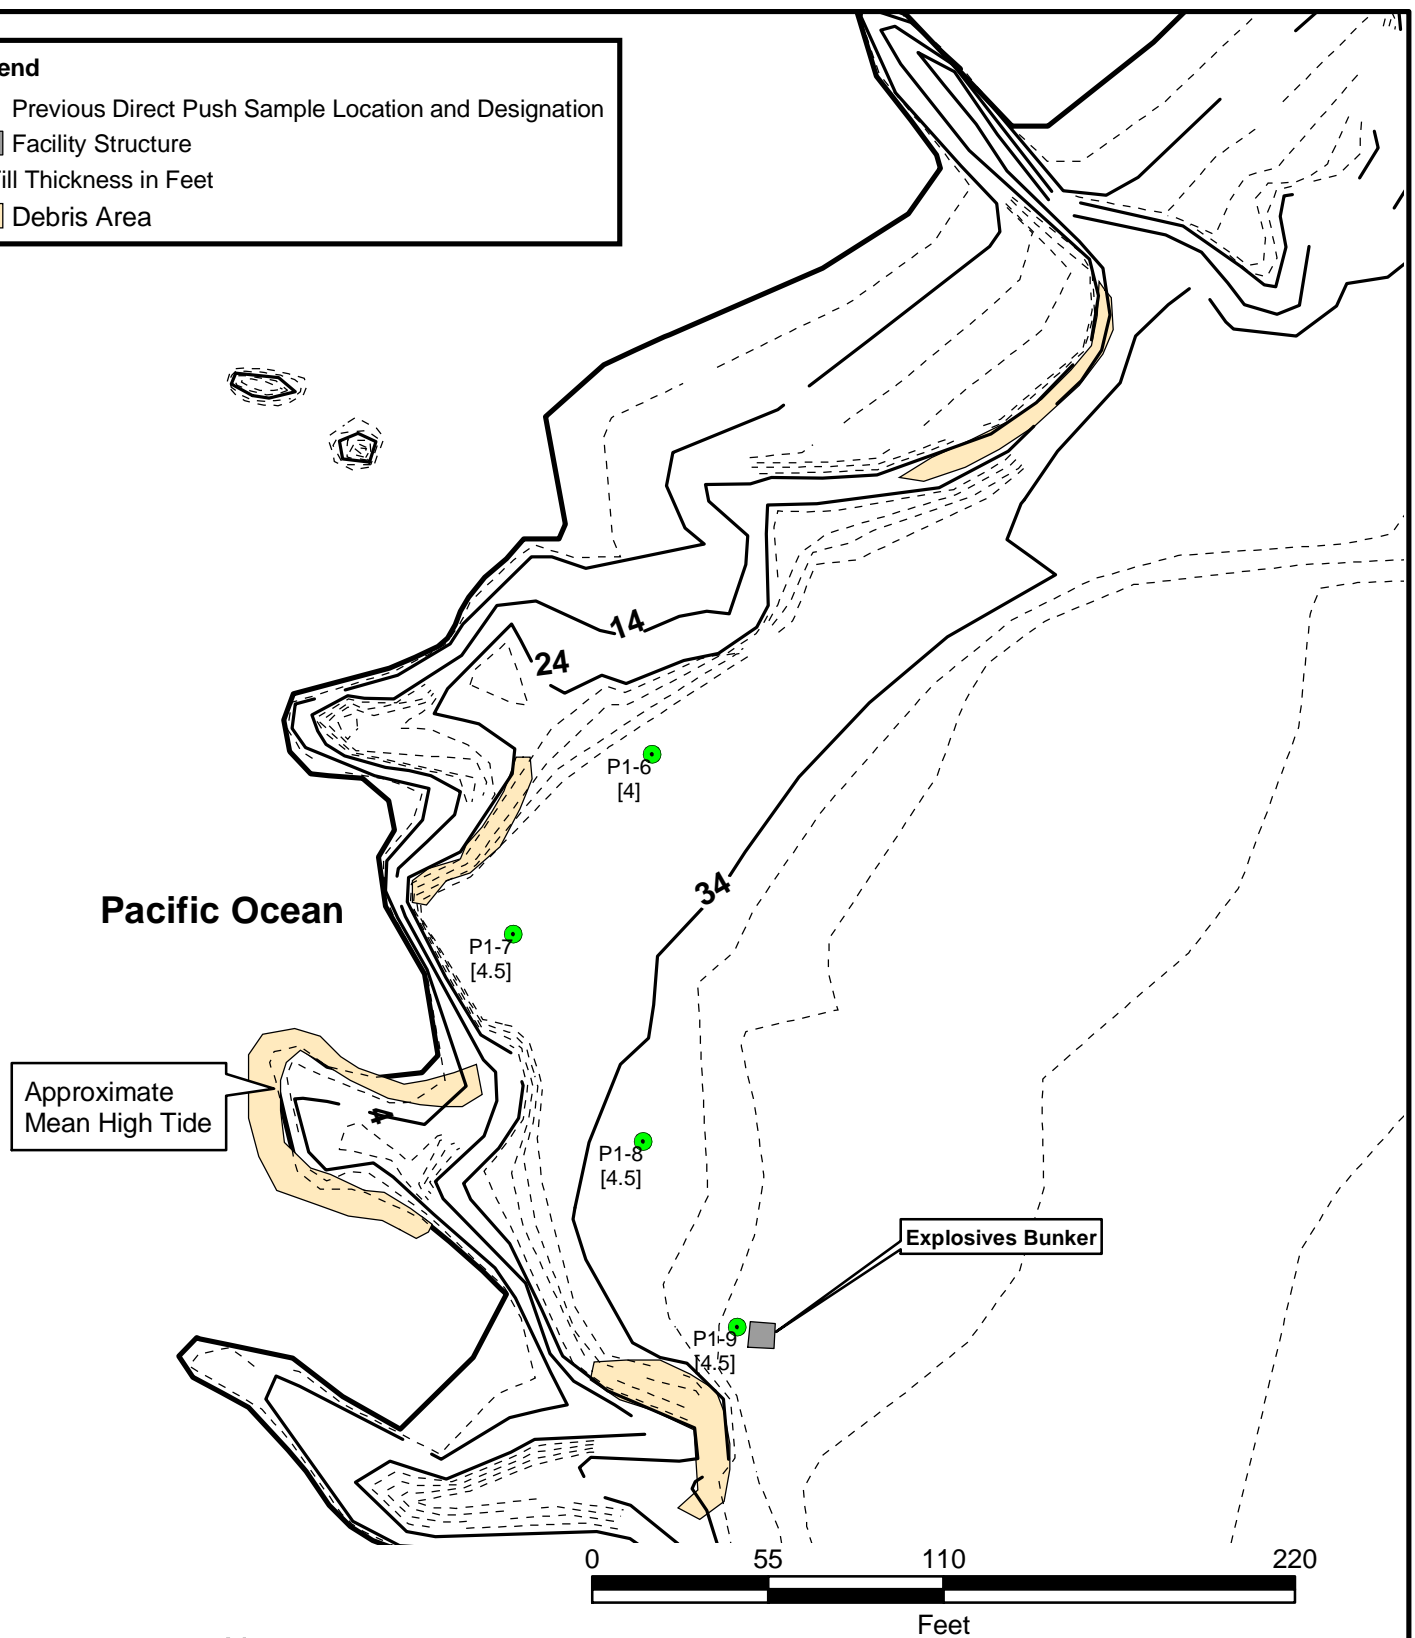 end
Previous Direct Push Sample Location and Designation
Facility Structure
ill Thickness in Feet
Debris Area
14
24
P1-6
[4]
34
Pacific Ocean
P1-7
[4.5]
Approximate
Mean High Tide
4
P1-8
[4.5]
Explosives Bunker
P1-9
[4.5]
0 55 110 220
Feet